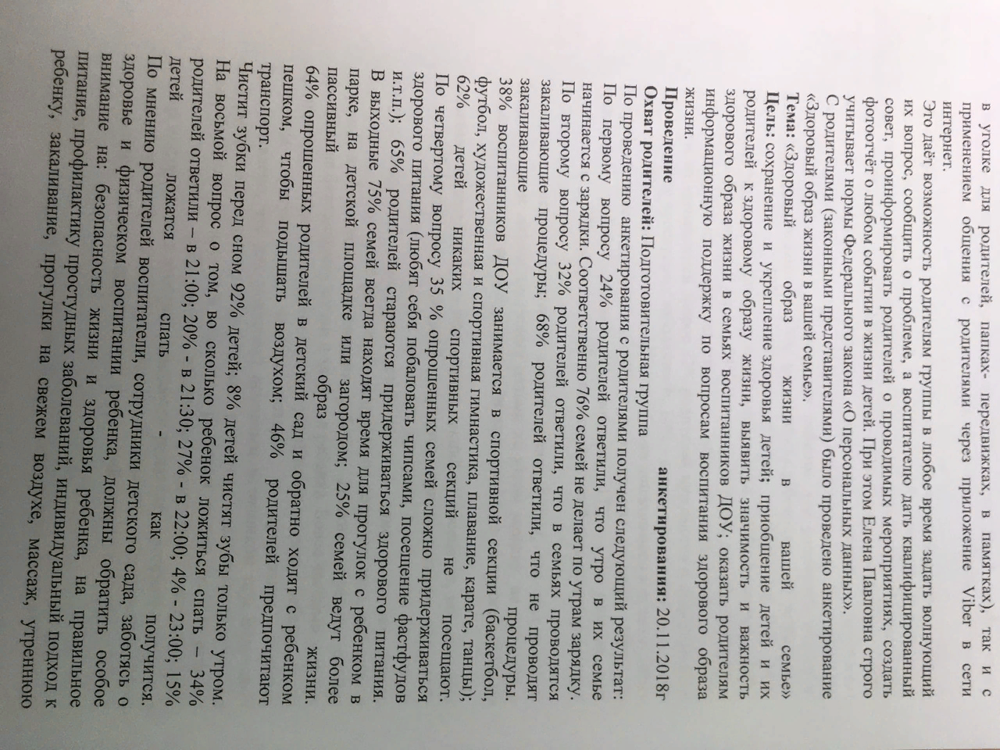 в уголке для родителей, папках- передвижках, в памятках), так и с
применением общения с родителями через приложение Viber в сети
интернет.
Это даёт возможность родителям группы в любое время задать волнующий
их вопрос, сообщить о проблеме, а воспитателю дать квалифицированный
совет, проинформировать родителей о проводимых мероприятиях, создать
фотоотчёт о любом событии в жизни детей. При этом Елена Павловна строго
учитывает нормы Федерального закона «О персональных данных».
С родителями (законными представителями) было проведено анкетирование
«Здоровый образ жизни в вашей семье».
Тема: «Здоровый образ жизни в вашей семье»
Цель: сохранение и укрепление здоровья детей; приобщение детей и их
родителей к здоровому образу жизни, выявить значимость и важность
здорового образа жизни в семьях воспитанников ДОУ; оказать родителям
информационную поддержку по вопросам воспитания здорового образа
жизни.
Проведение анкетирования: 20.11.2018г
Охват родителей: Подготовительная группа
По проведению анкетирования с родителями получен следующий результат:
По первому вопросу 24% родителей ответили, что утро в их семье
начинается с зарядки. Соответственно 76% семей не делает по утрам зарядку.
По второму вопросу 32% родителей ответили, что в семьях проводятся
закаливающие процедуры; 68% родителей ответили, что не проводят
закаливающие процедуры.
38% воспитанников ДОУ занимается в спортивной секции (баскетбол,
футбол, художественная и спортивная гимнастика, плавание, карате, танцы);
62% детей никаких спортивных секций не посещают.
По четвертому вопросу 35 % опрошенных семей сложно придерживаться
здорового питания (любят себя побаловать чипсами, посещение фастфудов
и.т.п.); 65% родителей стараются придерживаться здорового питания.
В выходные 75% семей всегда находят время для прогулок с ребенком в
парке, на детской площадке или загородом; 25% семей ведут более
пассивный образ жизни.
64% опрошенных родителей в детский сад и обратно ходят с ребенком
пешком, чтобы подышать воздухом; 46% родителей предпочитают
транспорт.
Чистит зубки перед сном 92% детей; 8% детей чистят зубы только утром.
На восьмой вопрос о том, во сколько ребенок ложиться спать – 34%
родителей ответили – в 21:00; 20% - в 21:30; 27% - в 22:00; 4% - 23:00; 15%
детей ложатся спать - как получится.
По мнению родителей воспитатели, сотрудники детского сада, заботясь о
здоровье и физическом воспитании ребенка, должны обратить особое
внимание на: безопасность жизни и здоровья ребенка, на правильное
питание, профилактику простудных заболеваний, индивидуальный подход к
ребенку, закаливание, прогулки на свежем воздухе, массаж, утреннюю